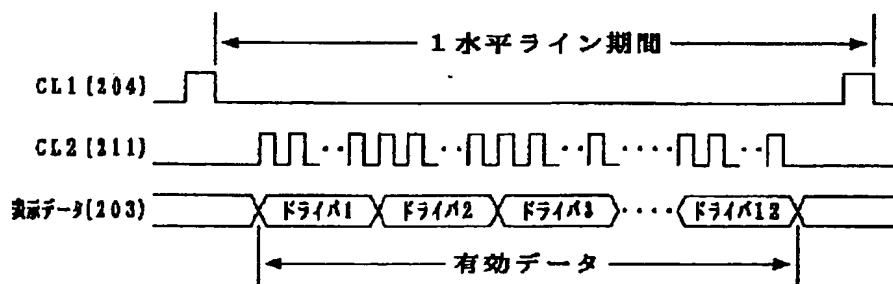 1水平ライン期間
CL1(204)
CL2(211)
表示データ(203) ドライバ1 ドライバ2 ドライバ3 ドライバ12
有効データ